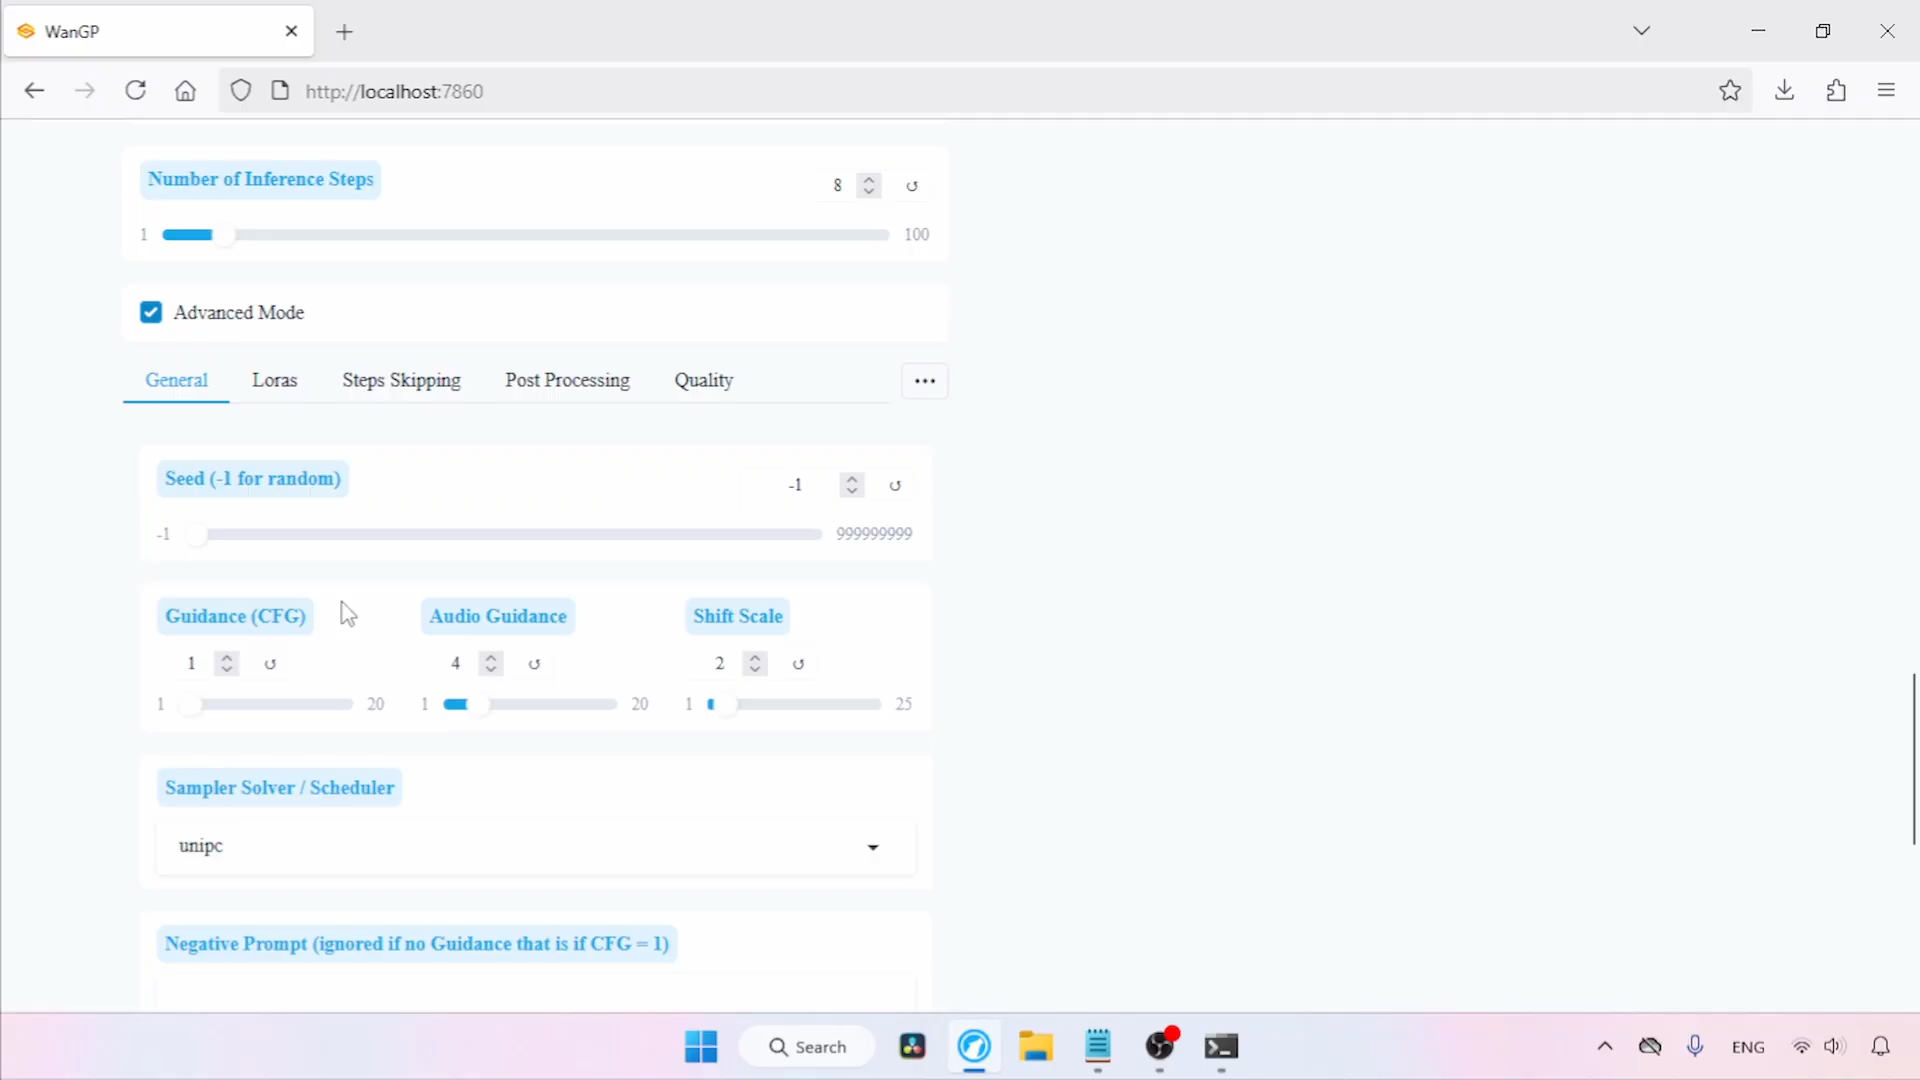 WanGP
http://localhost:7860
Number of Inference Steps
8
1
100
Advanced Mode
General Loras Steps Skipping Post Processing Quality
Seed (-1 for random)
-1
-1
999999999
Guidance (CFG) Audio Guidance Shift Scale
1 4 2
1 20 1 20 1 25
Sampler Solver / Scheduler
unipc
Negative Prompt (ignored if no Guidance that is if CFG = 1)
Search
ENG